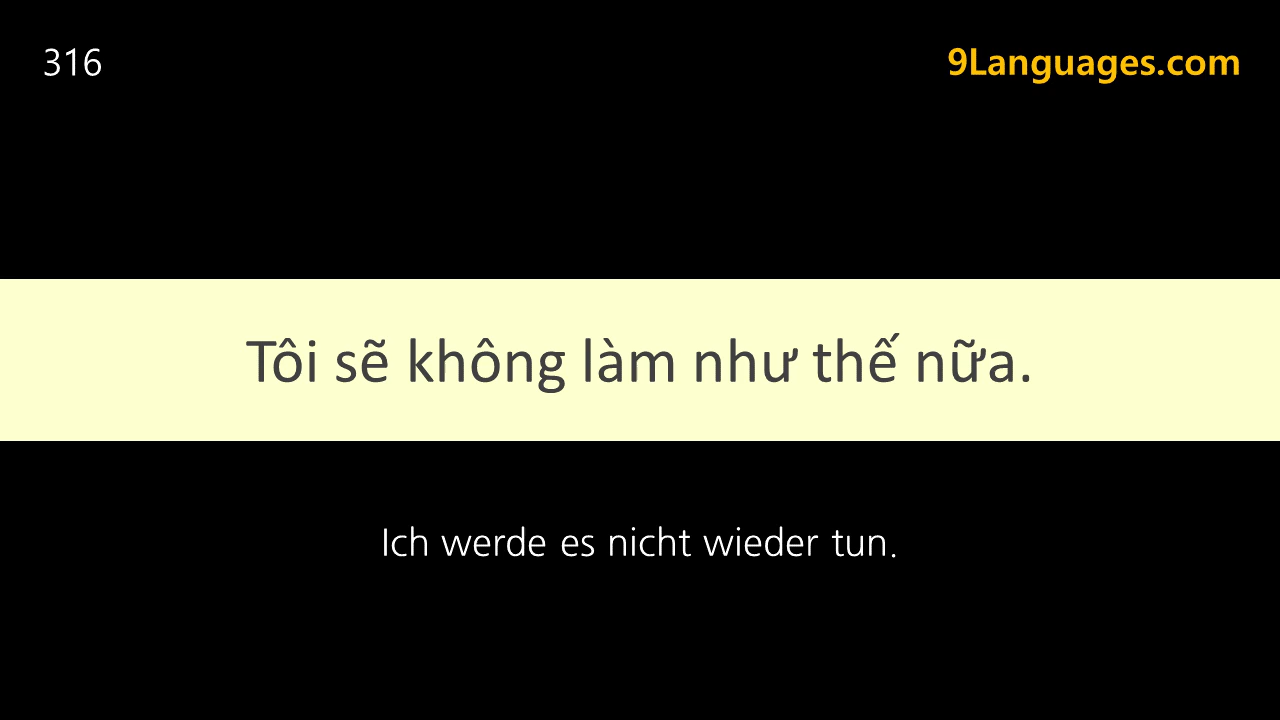 316
9Languages.com
Tôi sẽ không làm như thế nữa.
Ich werde es nicht wieder tun.